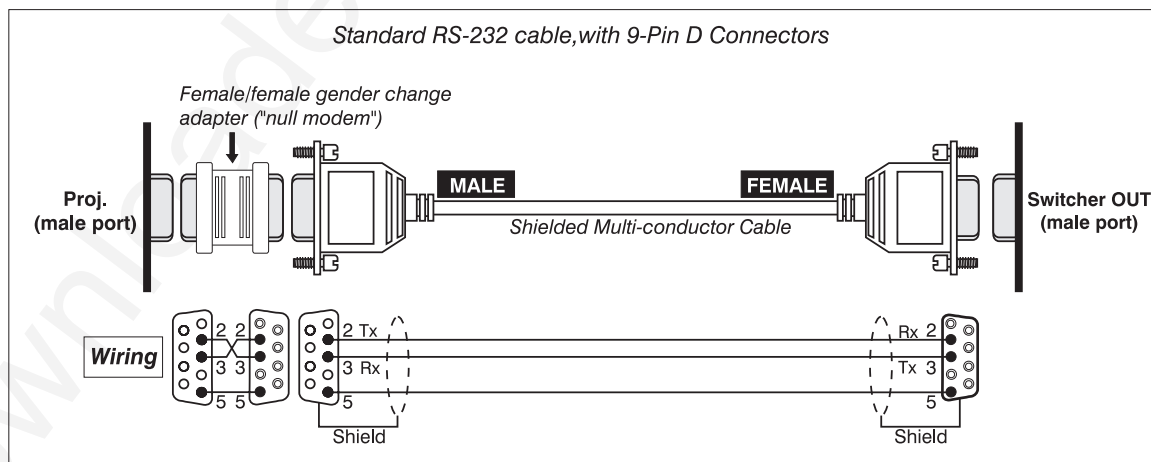 Standard RS-232 cable,with 9-Pin D Connectors
Female/female gender change
adapter ("null modem")
Proj.
(male port)
MALE
FEMALE
Shielded Multi-conductor Cable
Switcher OUT
(male port)
Wiring
2 2
3 3
5 5
2 Tx
3 Rx
5
Shield
Rx 2
Tx 3
5
Shield